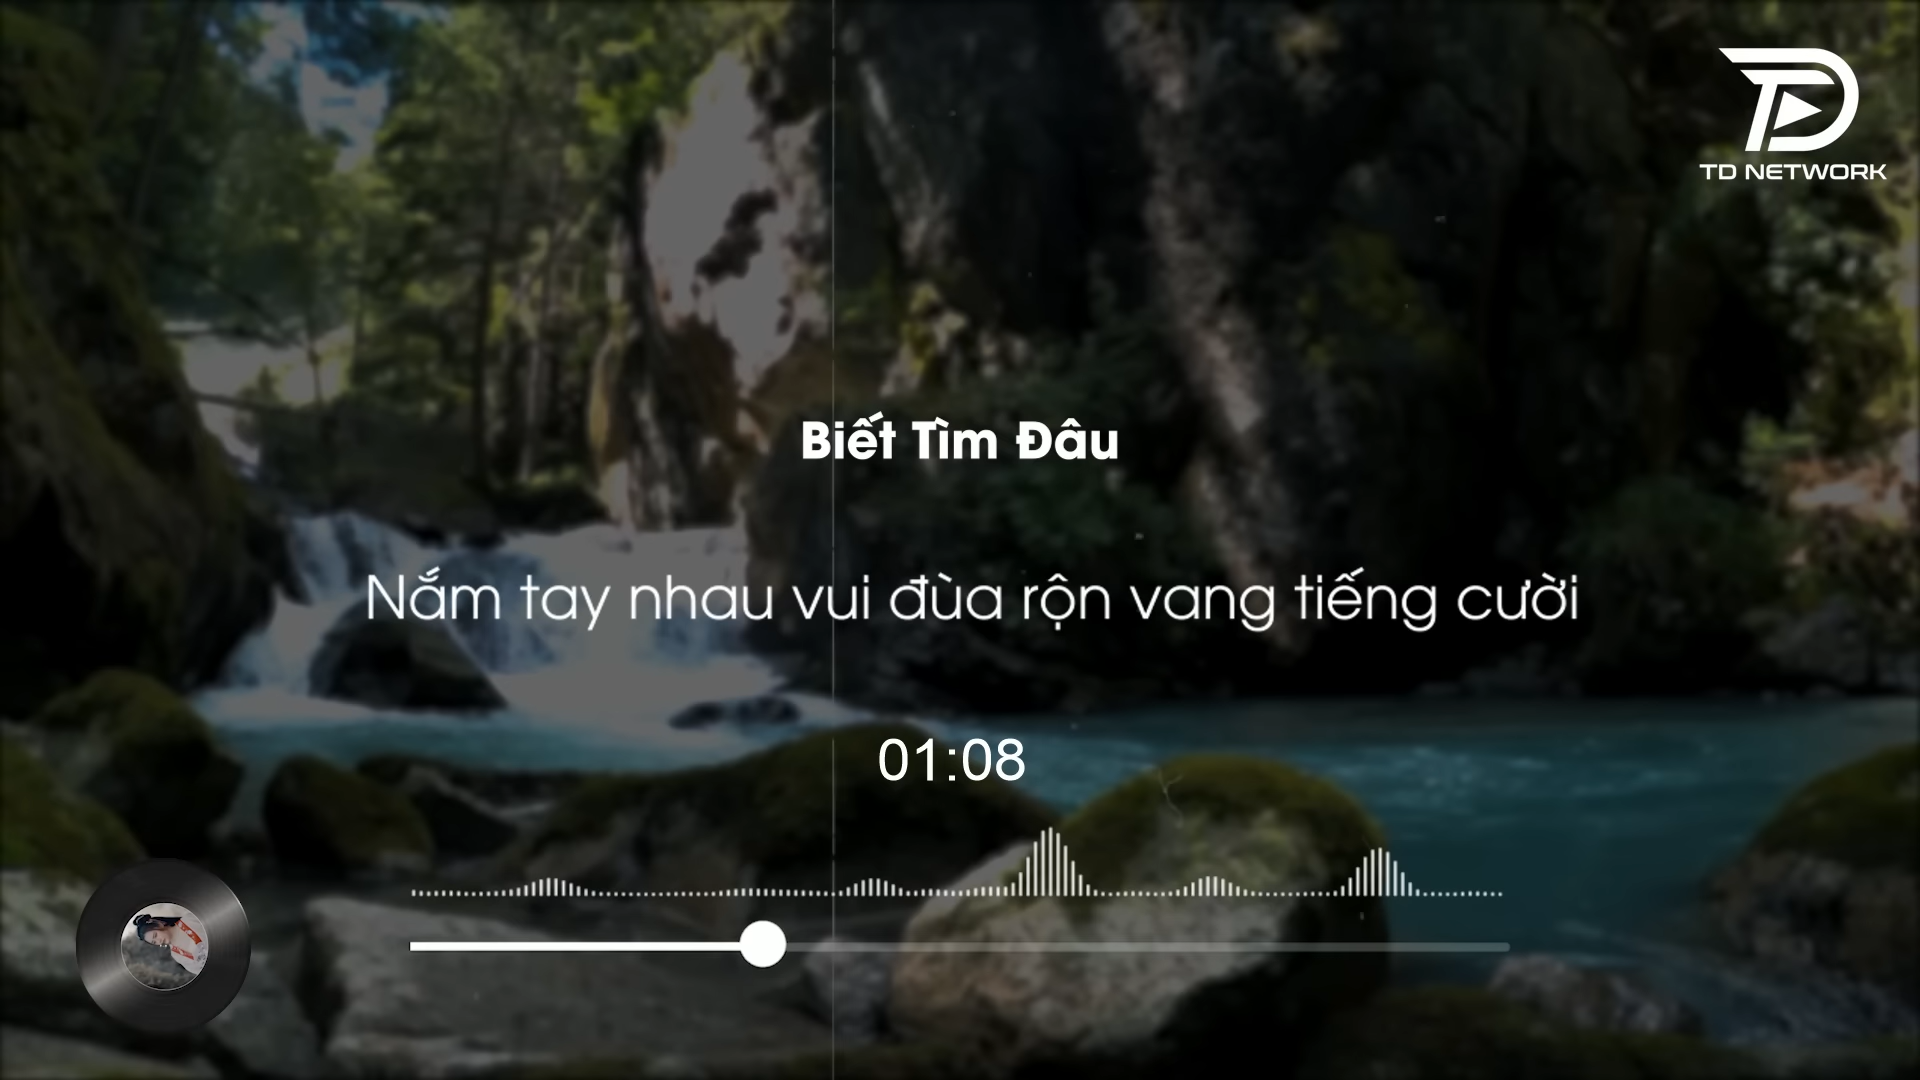 TD NETWORK
Biết Tìm Đâu
Nắm tay nhau vui đùa rộn vang tiếng cười
01:08